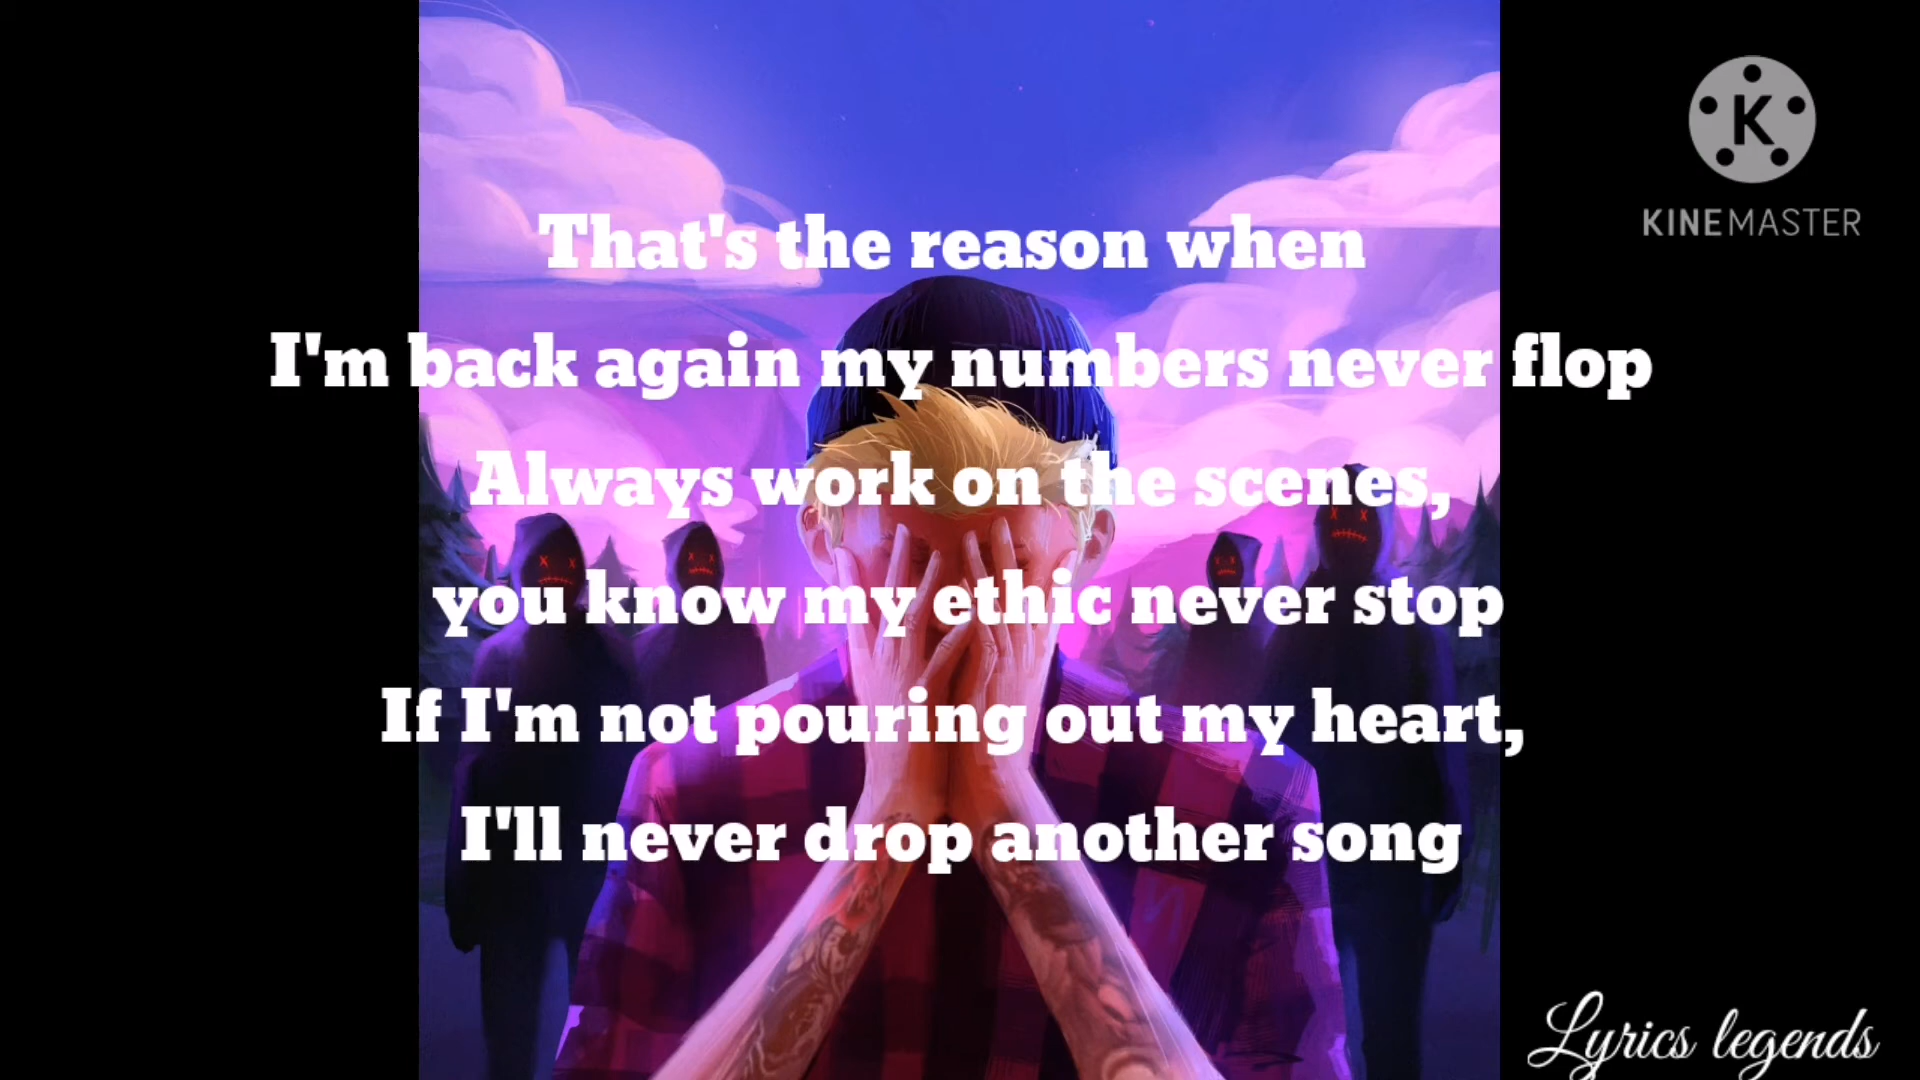 K
KINEMASTER
That's the reason when
I'm back again my numbers never flop
Always work on the scenes,
you know my ethic never stop
If I'm not pouring out my heart,
I'll never drop another song
Lyrics legends